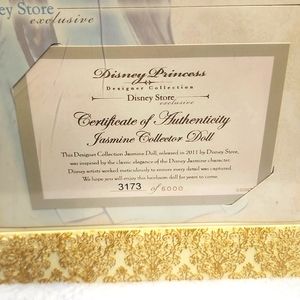 ey Store
exclusive
Disney Princess
Designer Collection
Disney Store
exclusive
Certificate of Authenticity
Jasmine Collector Doll
This Designer Collection Jasmine Doll, released in 2011 by Disney Store,
was inspired by the classic elegance of the Disney Jasmine character.
Disney artists worked meticulously to ensure every detail was captured.
We hope you will enjoy this heirloom doll for years to come.
3173 of 6000